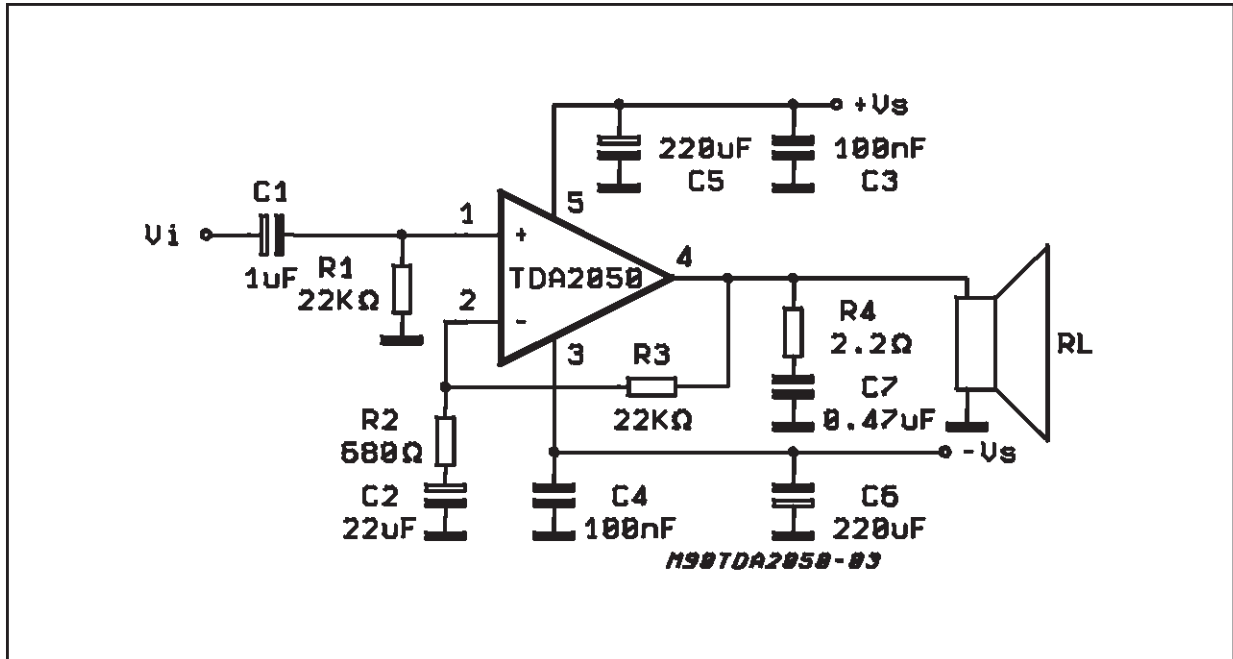 +Vs
220uF
C5
100nF
C3
C1
Vi
1uF
R1
22KΩ
1
5
+
TDA2050
4
2
-
3
R3
22KΩ
R4
2.2Ω
RL
C7
0.47uF
R2
680Ω
-Vs
C2
22uF
C4
100nF
C6
220uF
M90TDA2050-03